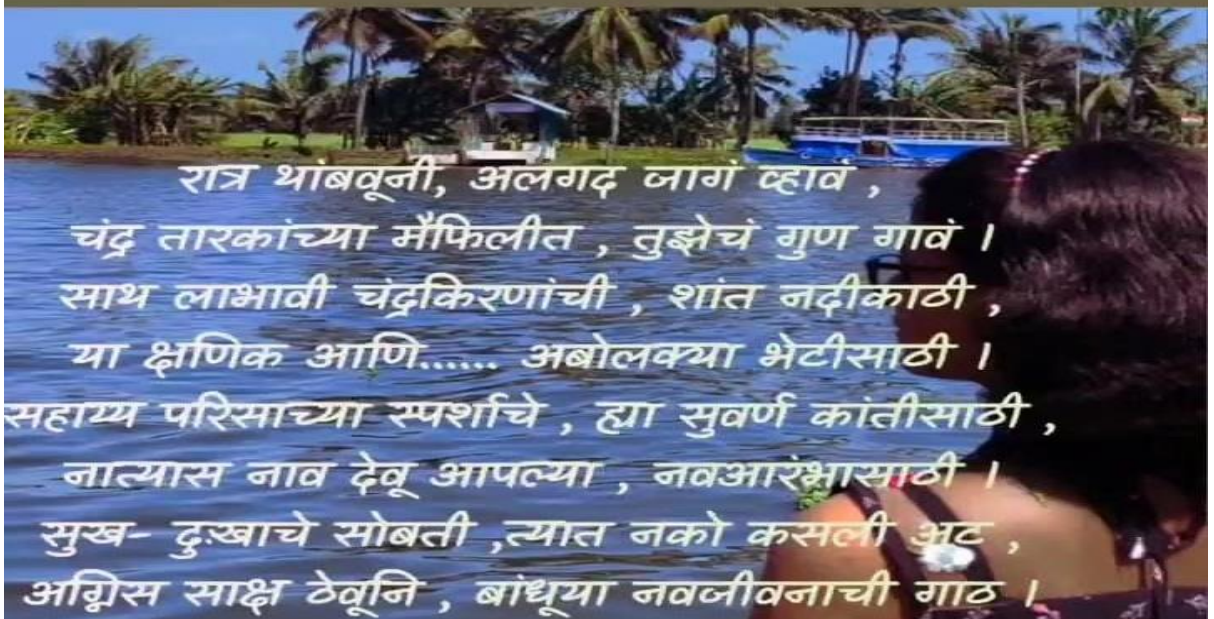 रात्र थांबवूनी, अलगद जागं व्हावं ,
चंद्र तारकांच्या मैफिलीत , तुझेचं गुण गावं ।
साथ लाभावी चंद्रकिरणांची , शांत नदीकाठी ,
या क्षणिक आणि...... अबोलक्या भेटीसाठी ।
सहाय्य परिसाच्या स्पर्शाचे , ह्या सुवर्ण कांतीसाठी ,
नात्यास नाव देवू आपल्या , नवआरंभासाठी ।
सुख- दुःखाचे सोबती ,त्यात नको कसली अट ,
अग्निस साक्ष ठेवूनि , बांधूया नवजीवनाची गाठ ।